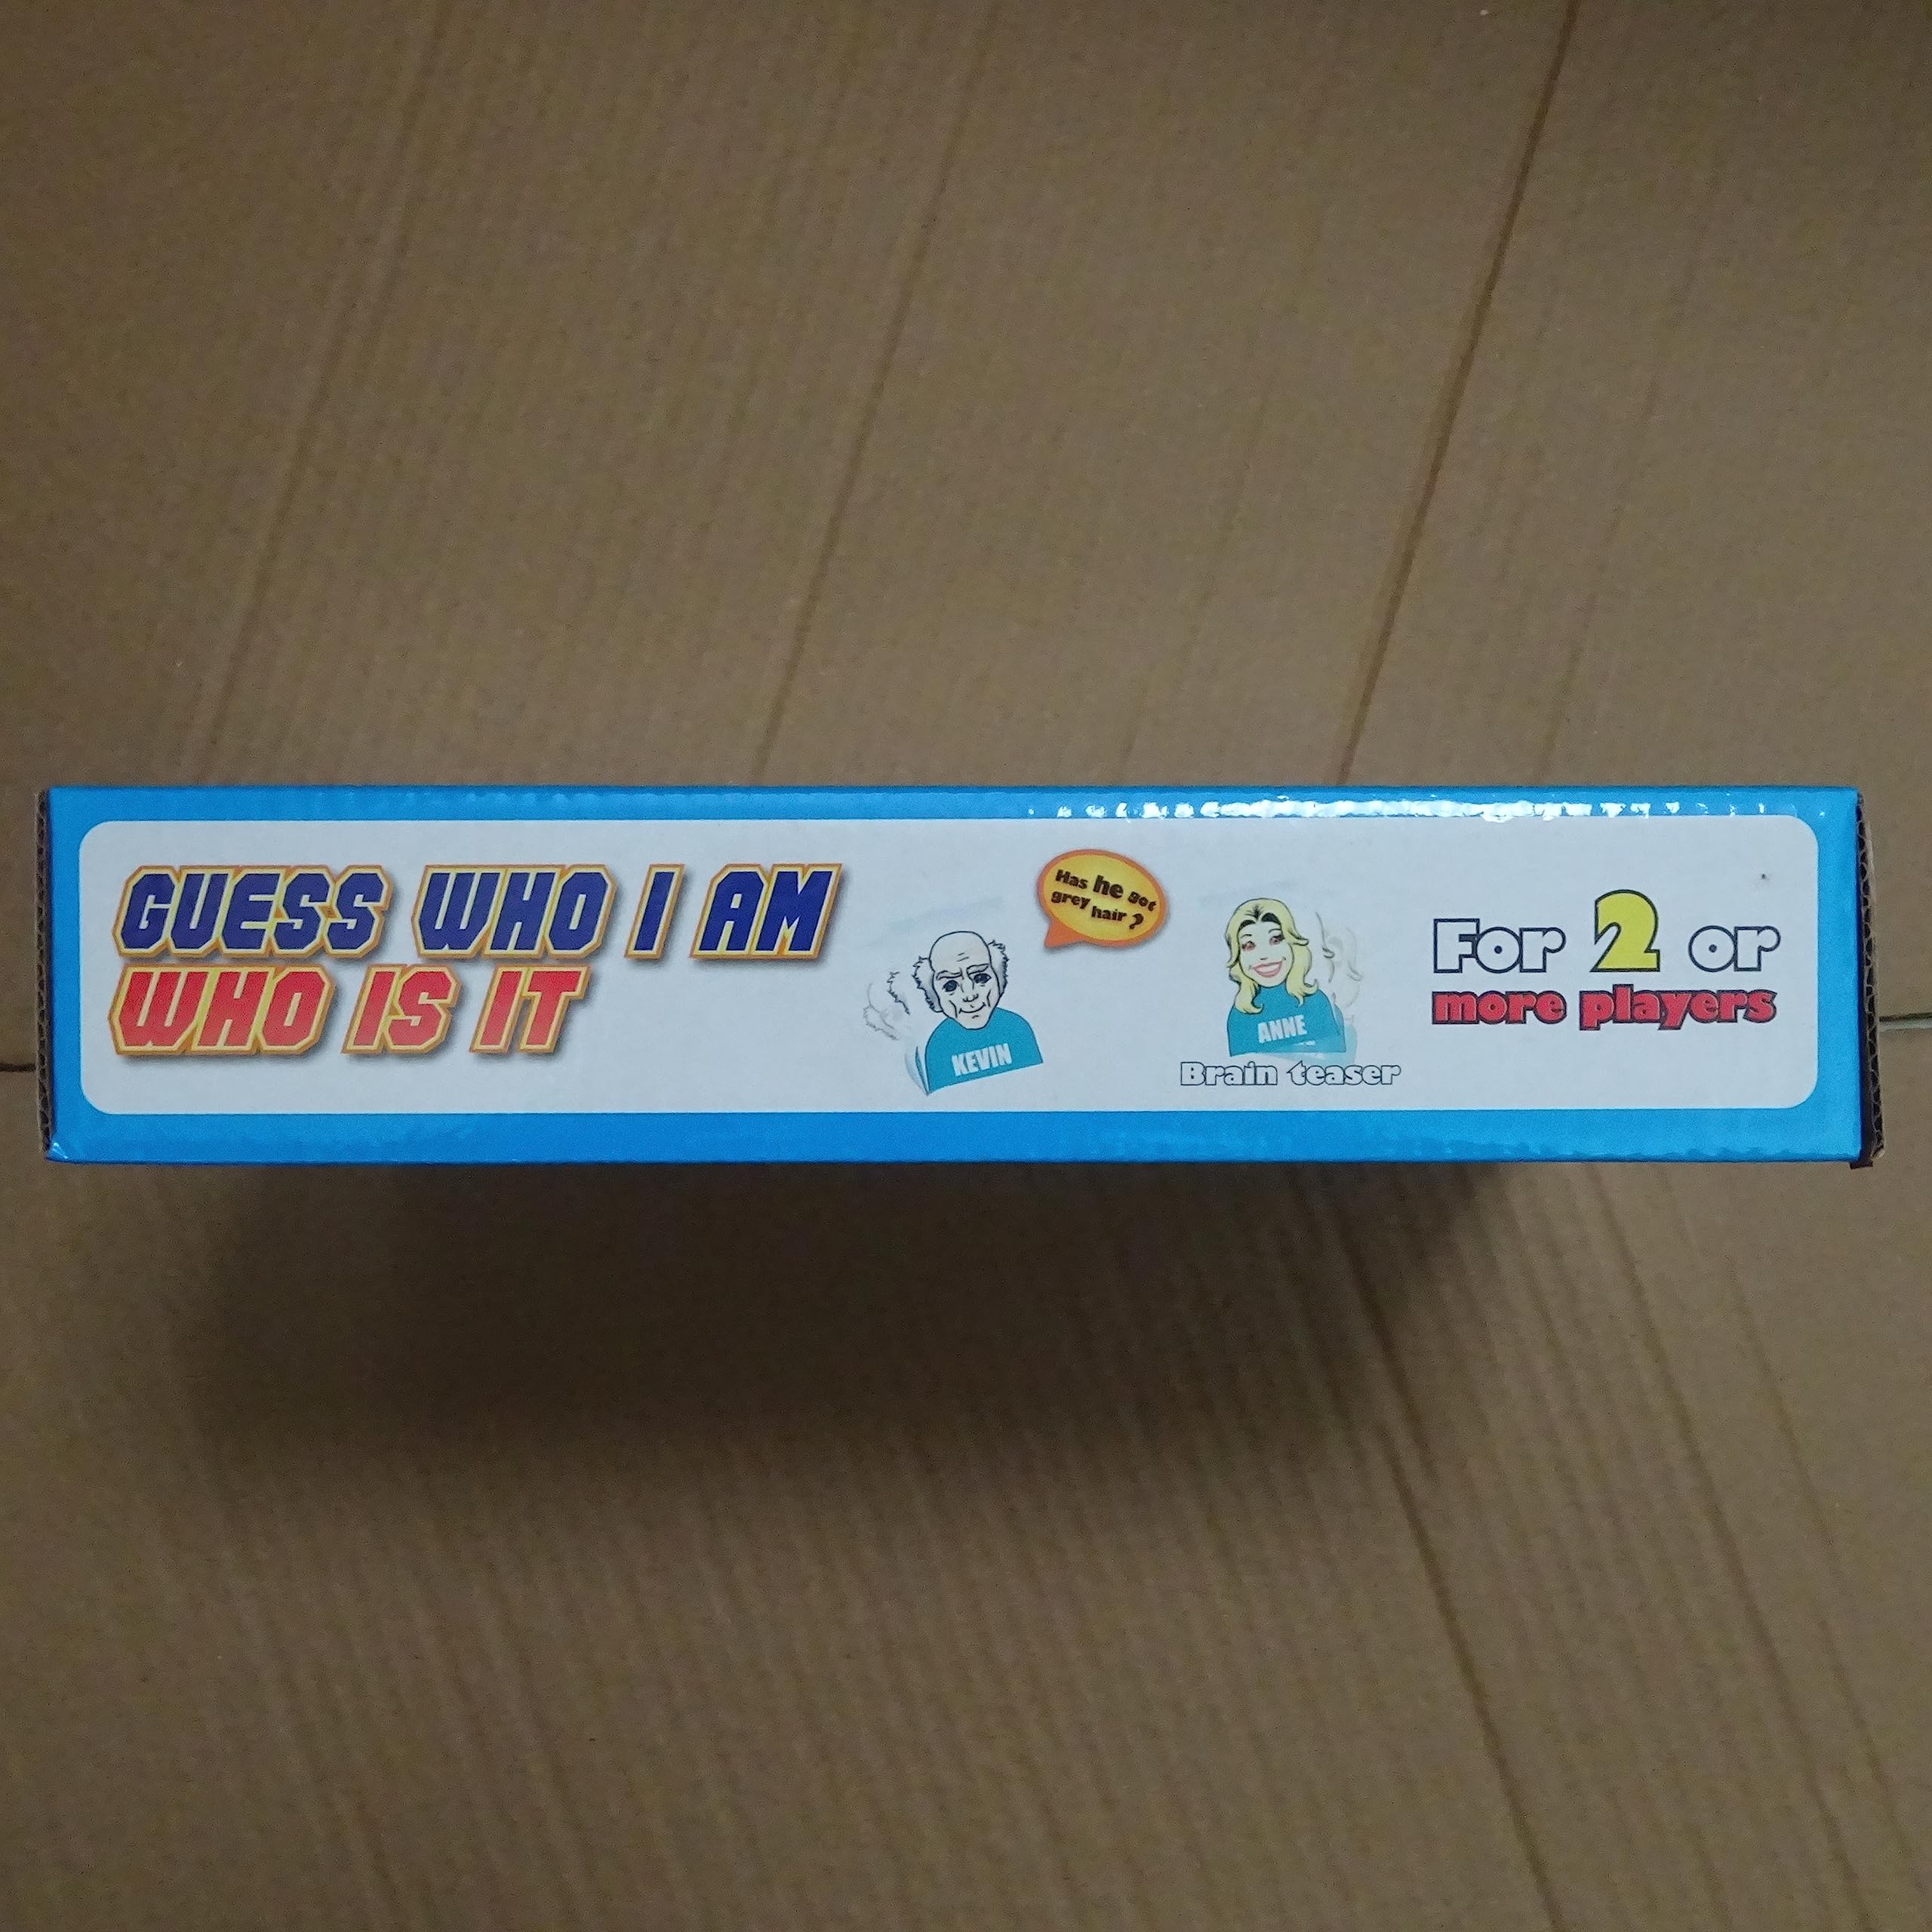 GUESS WHO I AM
WHO IS IT
KEVIN
Has he got
grey hair ?
ANNE
Brain teaser
For 2 or
more players